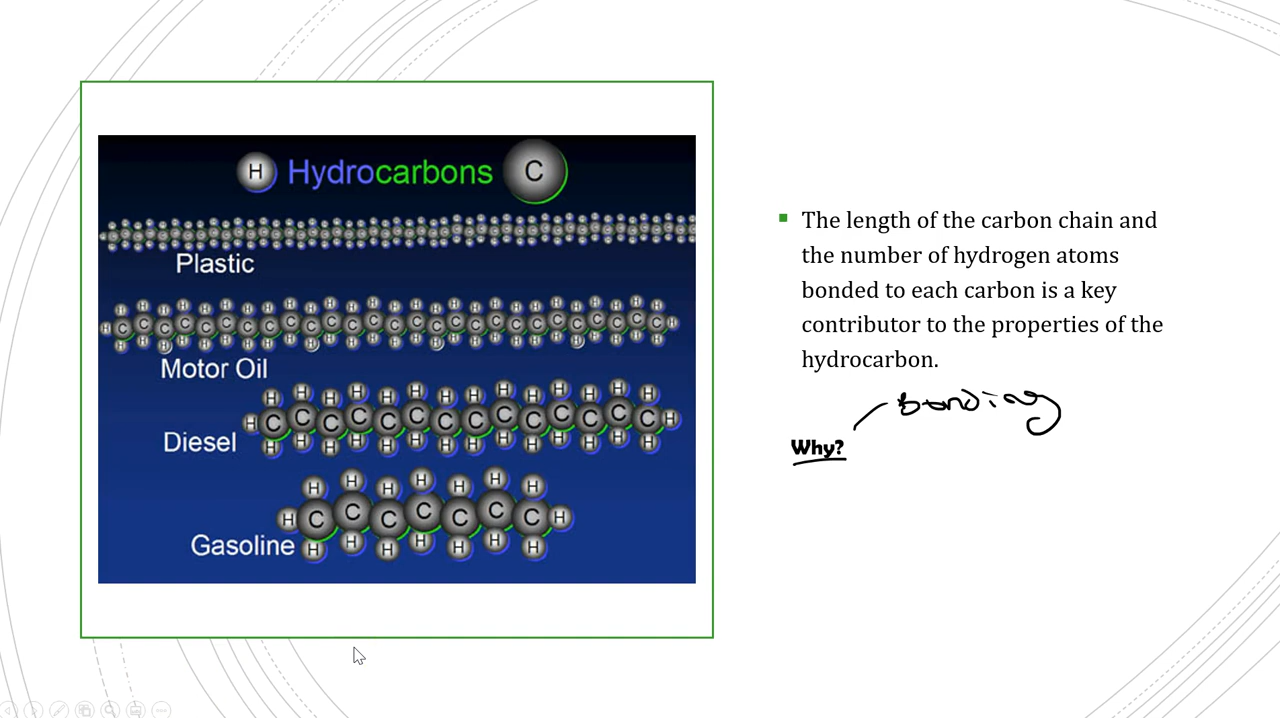 H Hydrocarbons C
Plastic
H H H H H H H H H H H H H H H H H H H H H H H H H H
H C C C C C C C C C C C C C C C C C C C C C C C C C C H
H H H H H H H H H H H H H H H H H H H H H H H H H H
Motor Oil
H H H H H H H H H H H H H H
H C C C C C C C C C C C C C C H
H H H H H H H H H H H H H H
Diesel
H H H H H H H
H C C C C C C C H
H H H H H H H
Gasoline
▪ The length of the carbon chain and
the number of hydrogen atoms
bonded to each carbon is a key
contributor to the properties of the
hydrocarbon.
Bonding
Why?